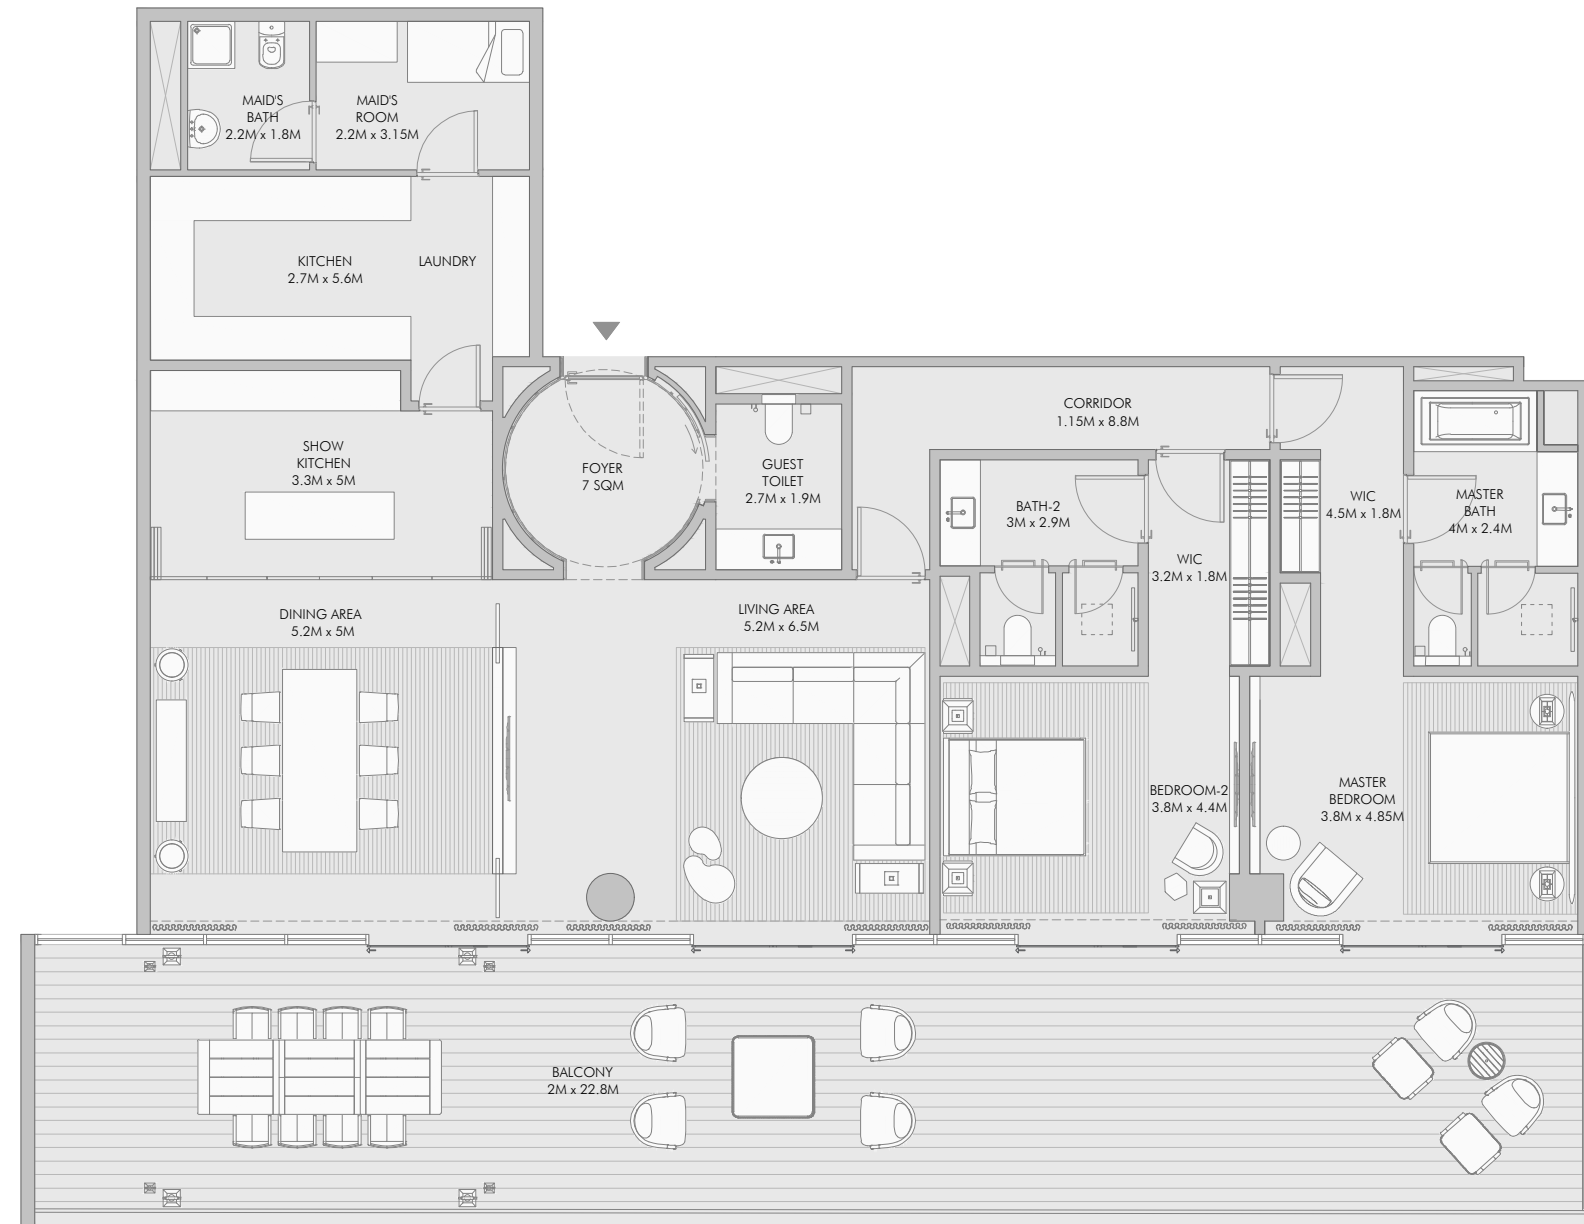 MAID'S
BATH
2.2M x 1.8M
MAID'S
ROOM
2.2M x 3.15M
KITCHEN
2.7M x 5.6M
LAUNDRY
SHOW
KITCHEN
3.3M x 5M
FOYER
7 SQM
GUEST
TOILET
2.7M x 1.9M
CORRIDOR
1.15M x 8.8M
BATH-2
3M x 2.9M
WIC
3.2M x 1.8M
WIC
4.5M x 1.8M
MASTER
BATH
4M x 2.4M
DINING AREA
5.2M x 5M
LIVING AREA
5.2M x 6.5M
BEDROOM-2
3.8M x 4.4M
MASTER
BEDROOM
3.8M x 4.85M
BALCONY
2M x 22.8M